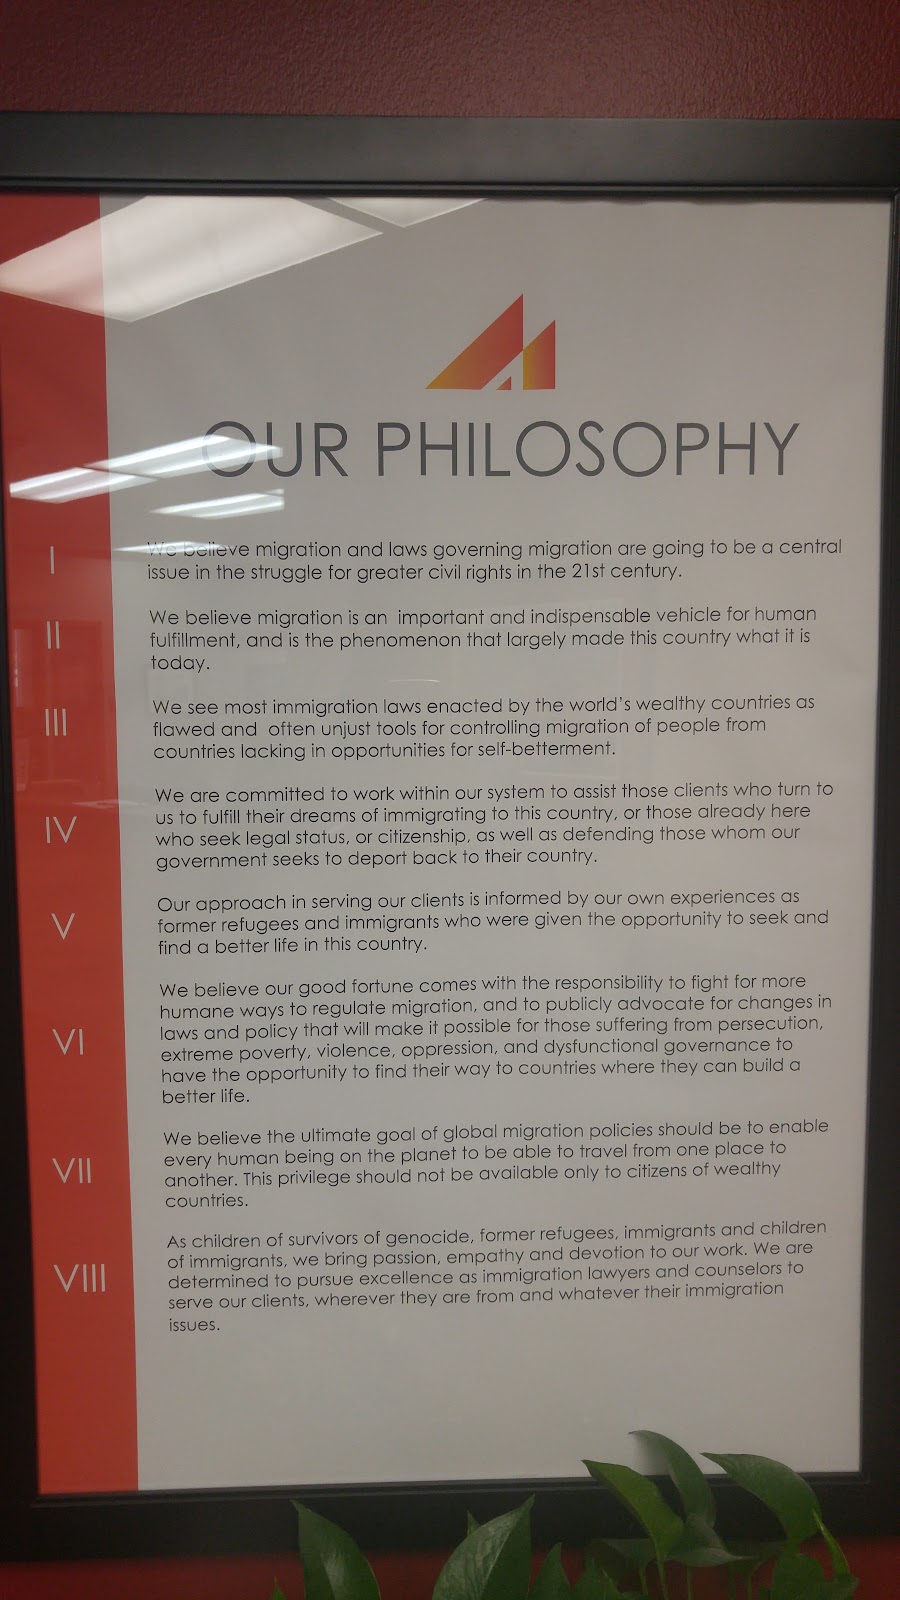 OUR PHILOSOPHY
I
We believe migration and laws governing migration are going to be a central
issue in the struggle for greater civil rights in the 21st century.
II
We believe migration is an important and indispensable vehicle for human
fulfillment, and is the phenomenon that largely made this country what it is
today.
III
We see most immigration laws enacted by the world's wealthy countries as
flawed and often unjust tools for controlling migration of people from
countries lacking in opportunities for self-betterment.
IV
We are committed to work within our system to assist those clients who turn to
us to fulfill their dreams of immigrating to this country, or those already here
who seek legal status, or citizenship, as well as defending those whom our
government seeks to deport back to their country.
V
Our approach in serving our clients is informed by our own experiences as
former refugees and immigrants who were given the opportunity to seek and
find a better life in this country.
VI
We believe our good fortune comes with the responsibility to fight for more
humane ways to regulate migration, and to publicly advocate for changes in
laws and policy that will make it possible for those suffering from persecution,
extreme poverty, violence, oppression, and dysfunctional governance to
have the opportunity to find their way to countries where they can build a
better life.
VII
We believe the ultimate goal of global migration policies should be to enable
every human being on the planet to be able to travel from one place to
another. This privilege should not be available only to citizens of wealthy
countries.
VIII
As children of survivors of genocide, former refugees, immigrants and children
of immigrants, we bring passion, empathy and devotion to our work. We are
determined to pursue excellence as immigration lawyers and counselors to
serve our clients, wherever they are from and whatever their immigration
issues.